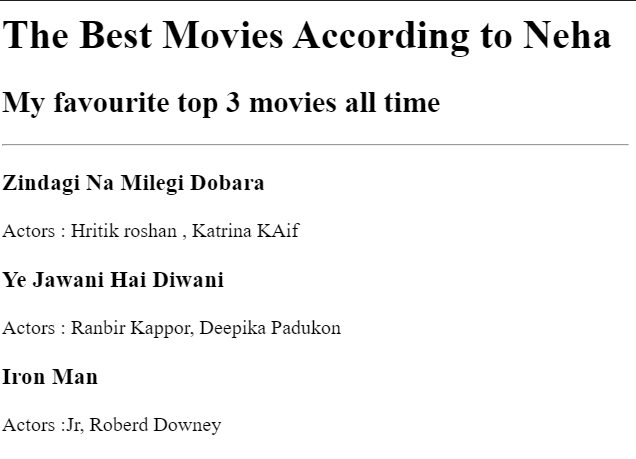 The Best Movies According to Neha
My favourite top 3 movies all time
Zindagi Na Milegi Dobara
Actors : Hritik roshan , Katrina KAif
Ye Jawani Hai Diwani
Actors : Ranbir Kappor, Deepika Padukon
Iron Man
Actors :Jr, Roberd Downey